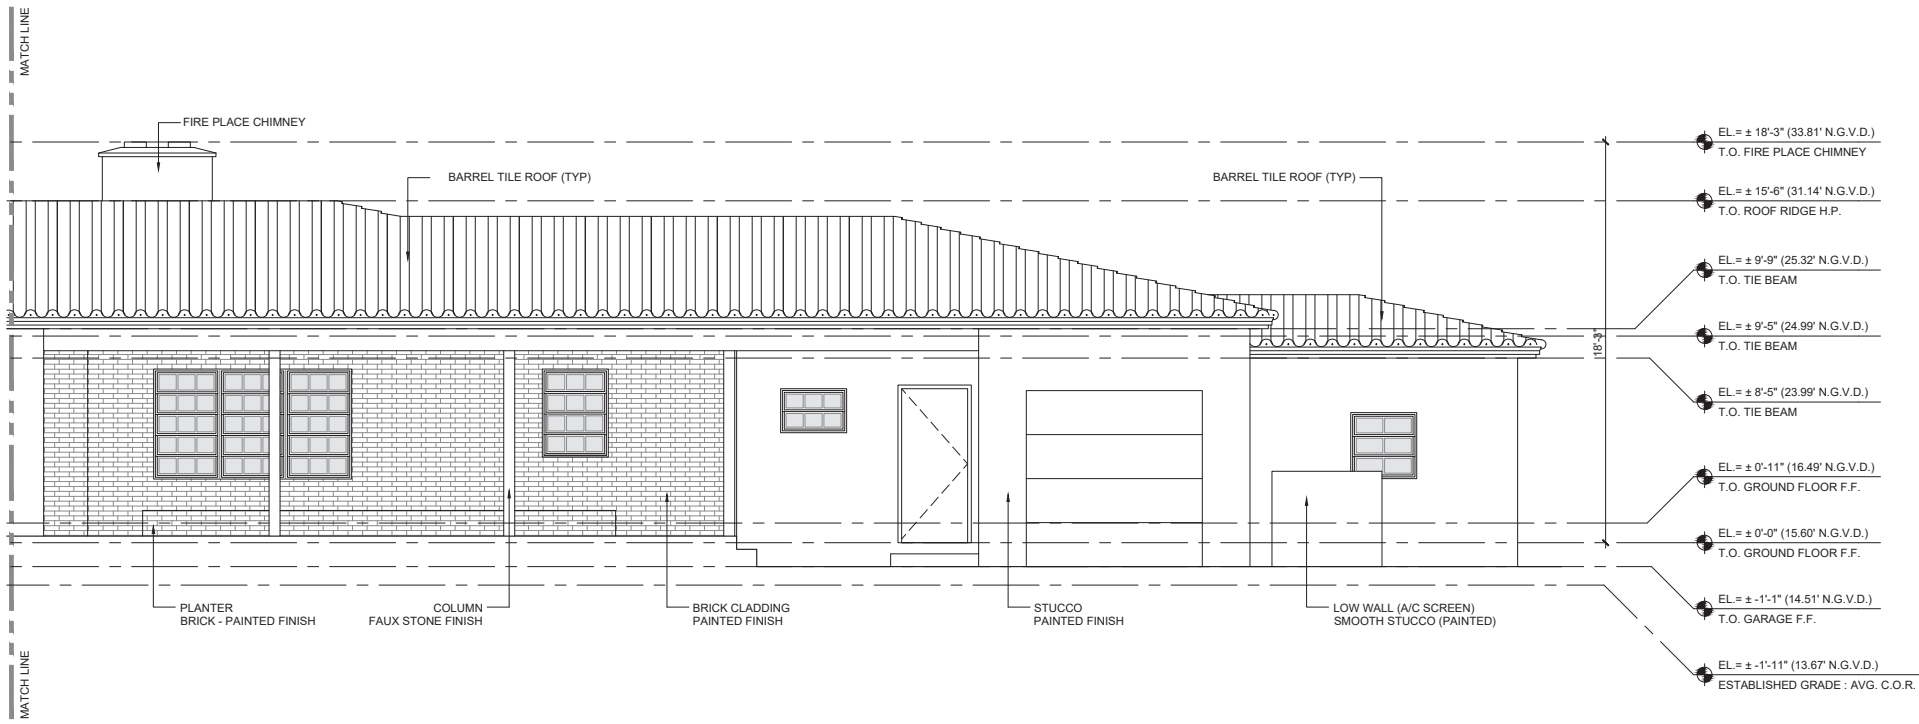 MATCH LINE
FIRE PLACE CHIMNEY
BARREL TILE ROOF (TYP)
BARREL TILE ROOF (TYP)
EL.= ± 18'-3" (33.81' N.G.V.D.)
T.O. FIRE PLACE CHIMNEY
EL.= ± 15'-6" (31.14' N.G.V.D.)
T.O. ROOF RIDGE H.P.
EL.= ± 9'-9" (25.32' N.G.V.D.)
T.O. TIE BEAM
EL.= ± 9'-5" (24.99' N.G.V.D.)
T.O. TIE BEAM
18'-3"
EL.= ± 8'-5" (23.99' N.G.V.D.)
T.O. TIE BEAM
EL.= ± 0'-11" (16.49' N.G.V.D.)
T.O. GROUND FLOOR F.F.
EL.= ± 0'-0" (15.60' N.G.V.D.)
T.O. GROUND FLOOR F.F.
EL.= ± -1'-1" (14.51' N.G.V.D.)
T.O. GARAGE F.F.
EL.= ± -1'-11" (13.67' N.G.V.D.)
ESTABLISHED GRADE : AVG. C.O.R.
PLANTER
BRICK - PAINTED FINISH
COLUMN
FAUX STONE FINISH
BRICK CLADDING
PAINTED FINISH
STUCCO
PAINTED FINISH
LOW WALL (A/C SCREEN)
SMOOTH STUCCO (PAINTED)
MATCH LINE